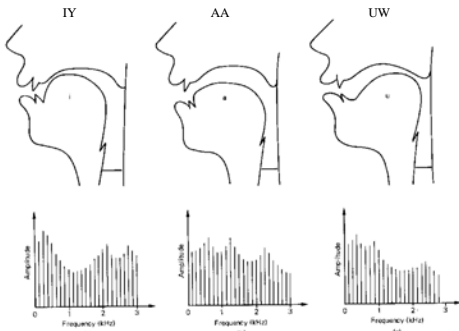 IY AA UW
i a u
Amplitude Amplitude Amplitude
0 1 2 3 0 1 2 3 0 1 2 3
Frequency (kHz) Frequency (kHz) Frequency (kHz)